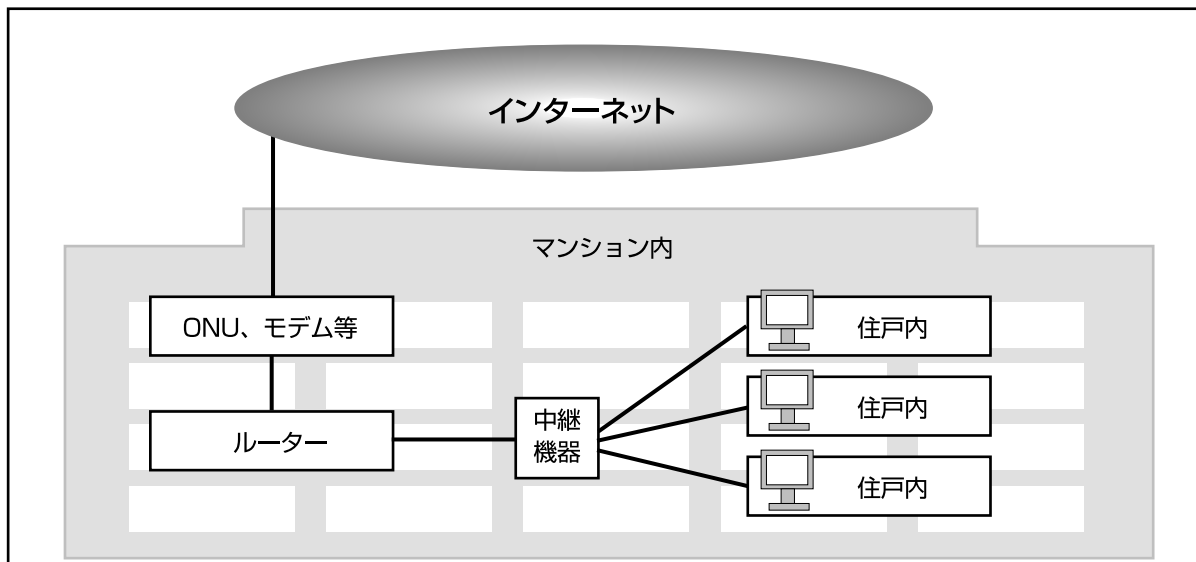 インターネット
マンション内
ONU、モデム等
住戸内
住戸内
中継
機器
ルーター
住戸内